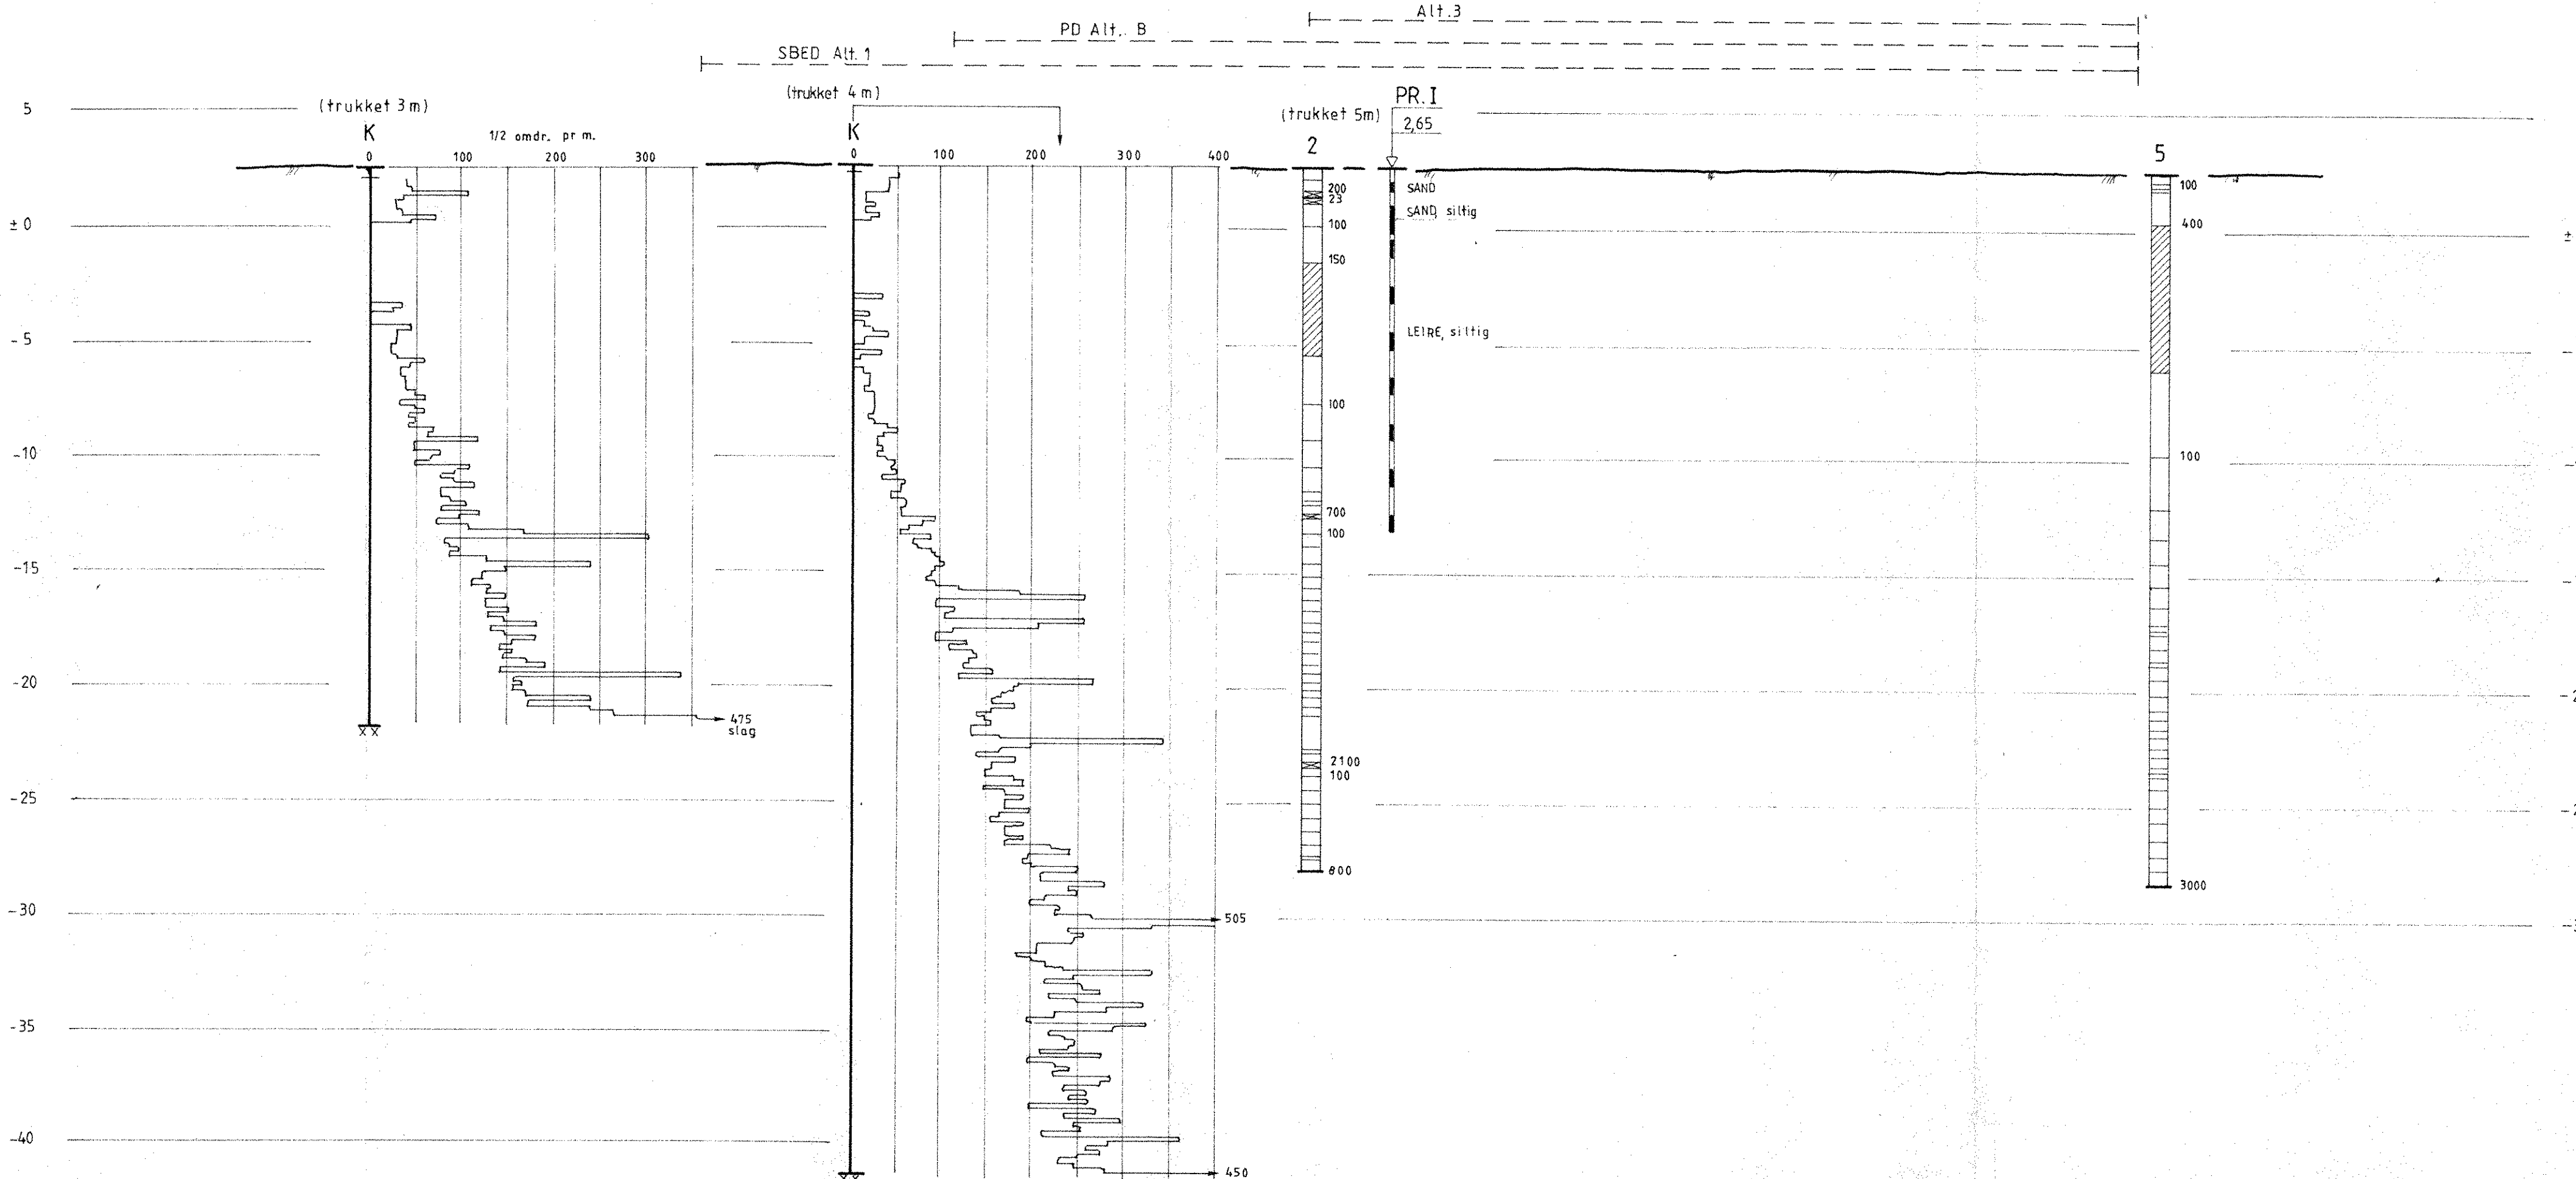 Alt.3
PD Alt. B
SBED Alt. 1
(trukket 3 m)
(trukket 4 m)
(trukket 5m)
PR. I
2,65
K
1/2 omdr. pr m.
K
2
5
0 100 200 300
0 100 200 300 400
5
± 0
- 5
-10
-15
-20
-25
-30
-35
-40
475
slag
505
450
200
23
100
150
100
700
100
2100
100
800
SAND
SAND, siltig
LEIRE, siltig
100
400
100
3000
±